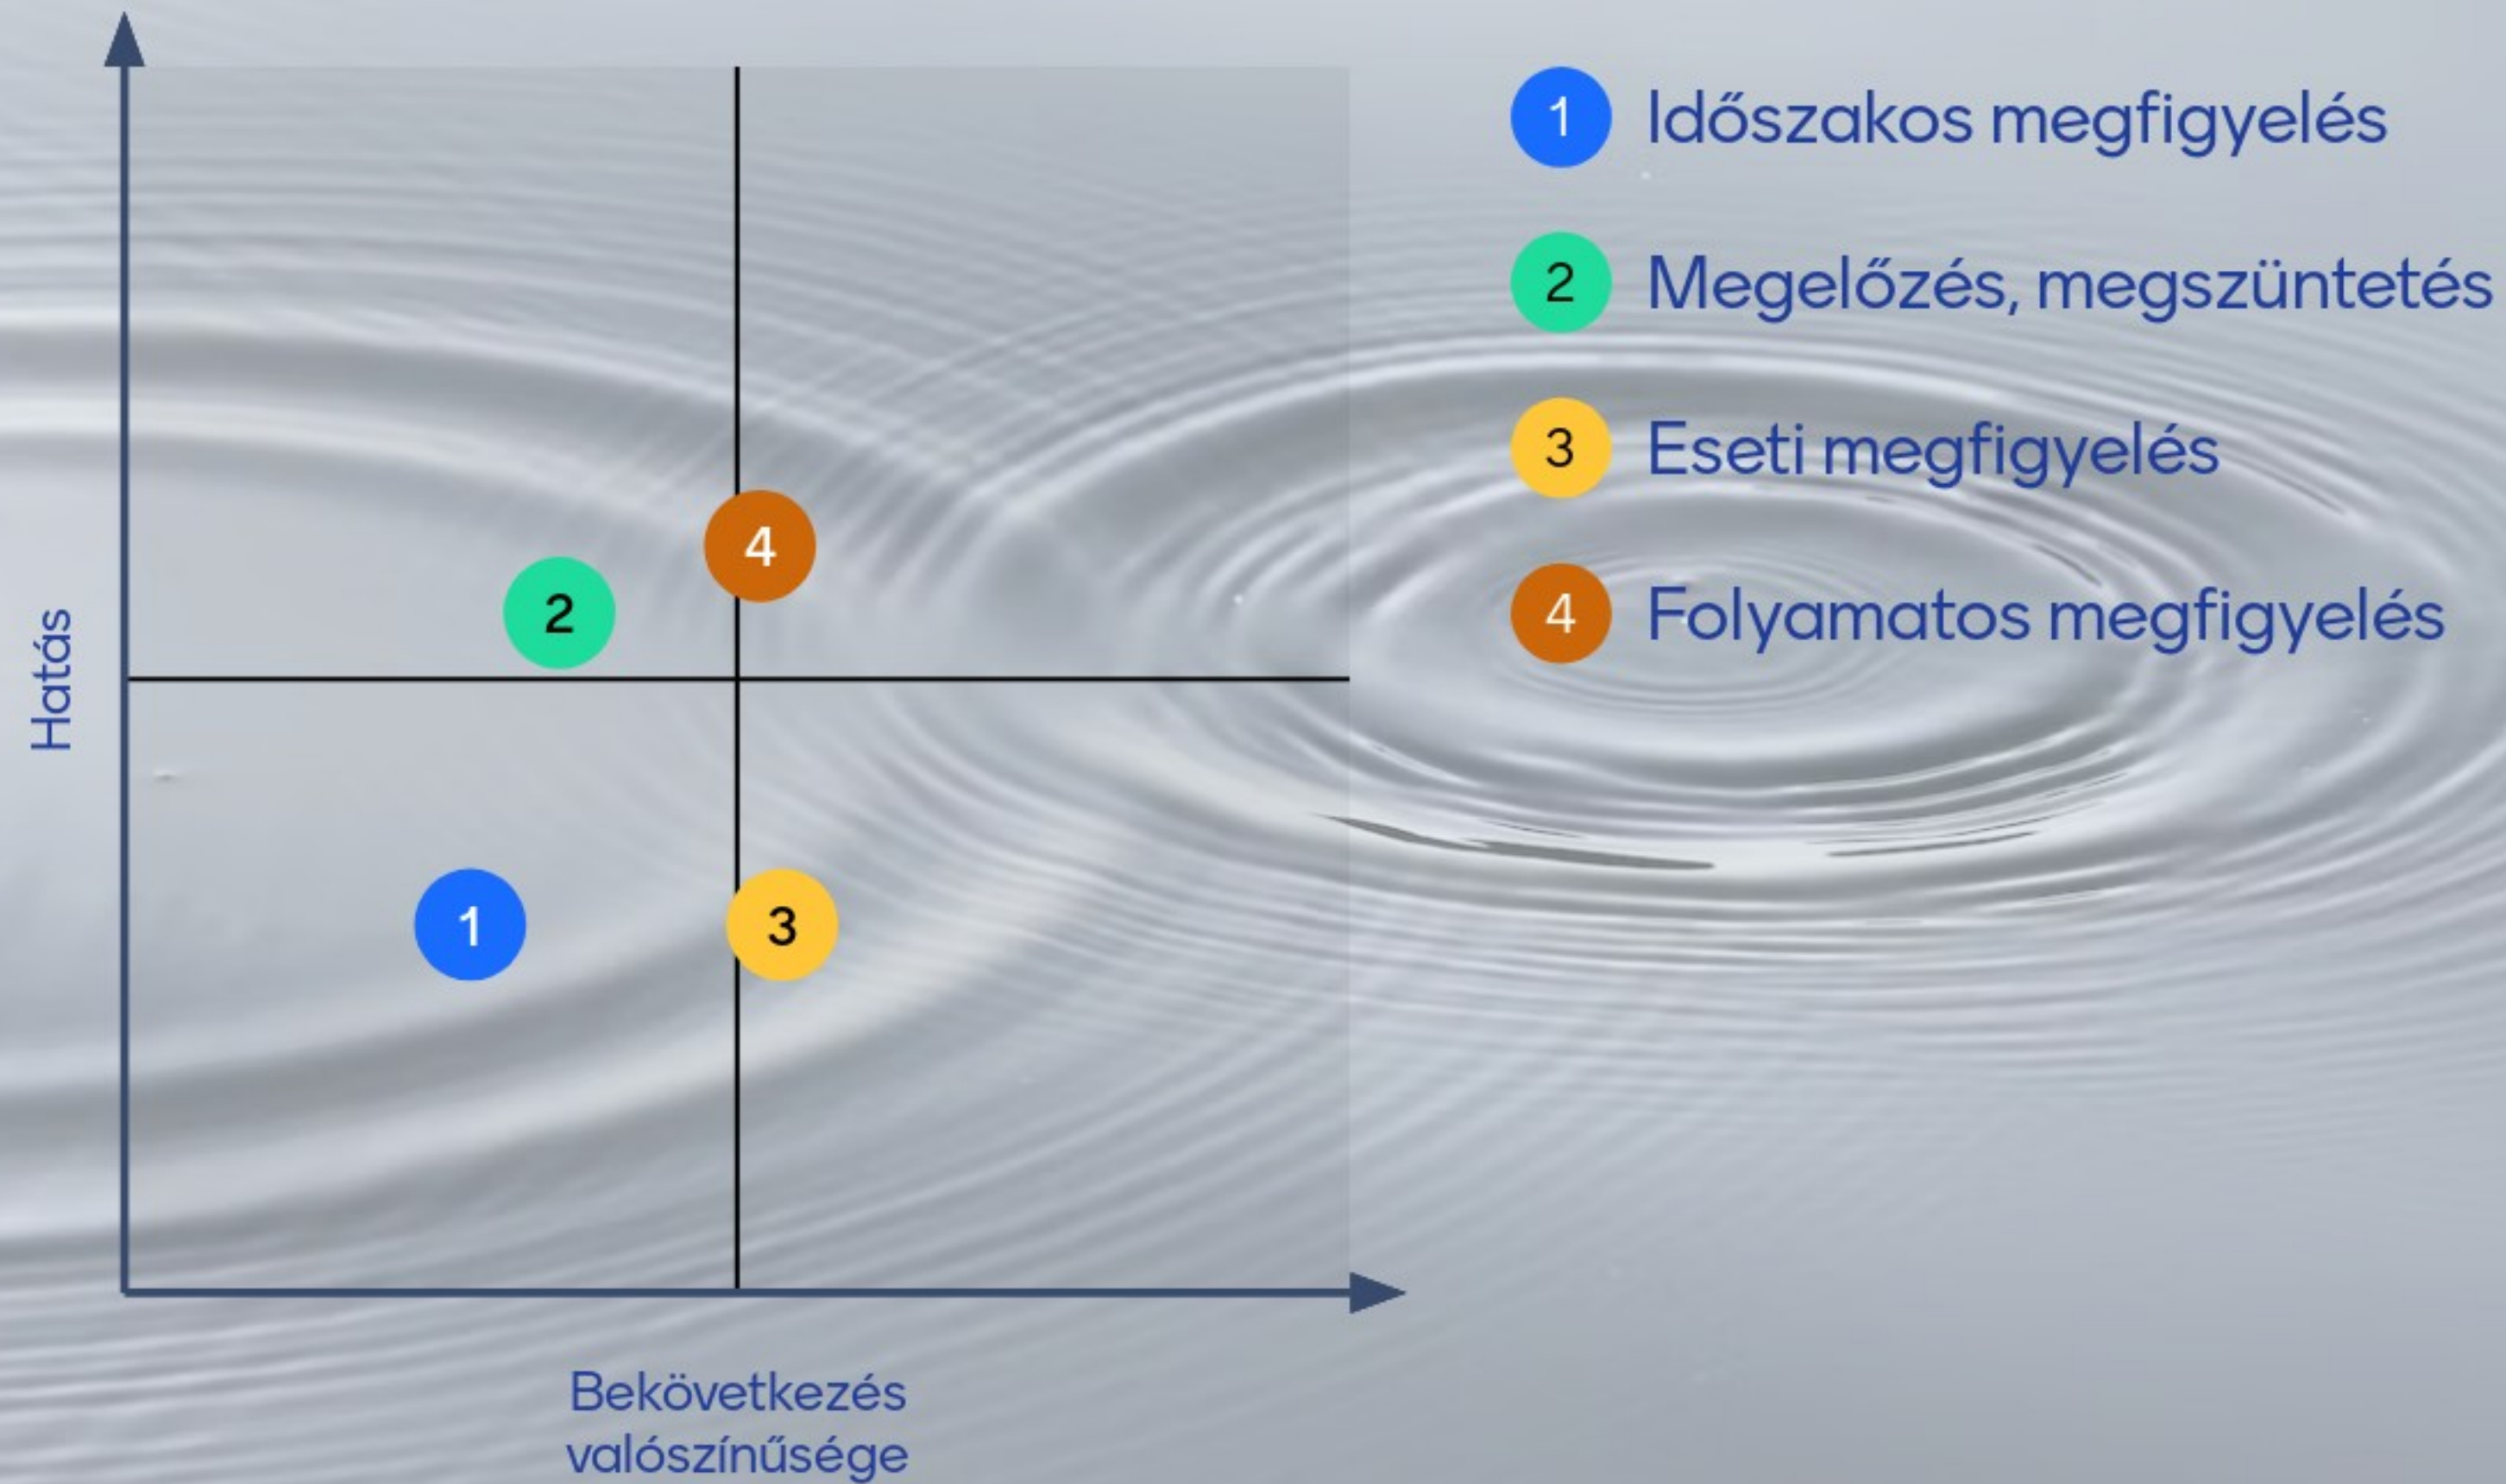 Hatás
4
2
1
3
Bekövetkezés
valószínűsége
1 Időszakos megfigyelés
2 Megelőzés, megszüntetés
3 Eseti megfigyelés
4 Folyamatos megfigyelés